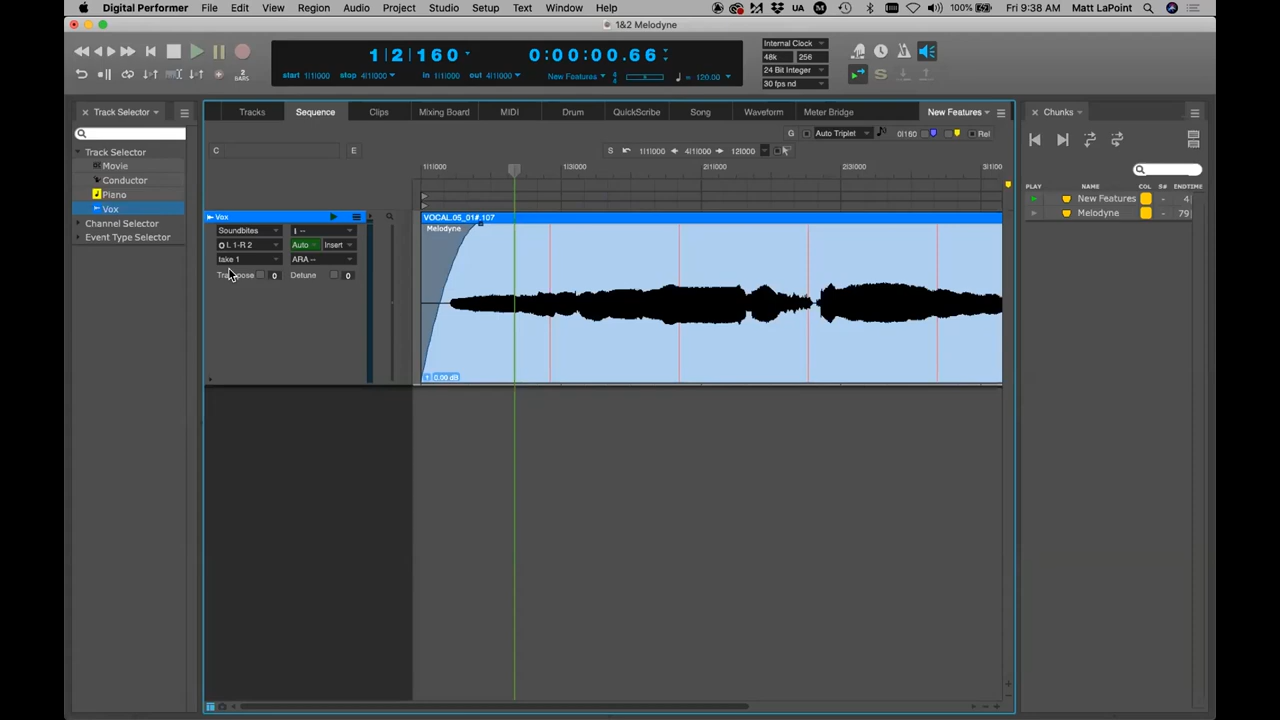 Digital Performer File Edit View Region Audio Project Studio Setup Text Window Help UA 100% Fri 9:38 AM Matt LaPoint
1&2 Melodyne
1|2|160 0:00:00.66
start 1|1|000 stop 4|1|000 in 1|1|000 out 4|1|000 New Features 4 4 = 120.00
2 BARS
Internal Clock
48k 256
24 Bit Integer
30 fps nd
Track Selector
Track Selector
Movie
Conductor
Piano
Vox
Channel Selector
Event Type Selector
Tracks Sequence Clips Mixing Board MIDI Drum QuickScribe Song Waveform Meter Bridge New Features
G Auto Triplet 0|160 Rel
C E S 1|1|000 4|1|000 12|000
1|1|000 1|3|000 2|1|000 2|3|000 3|1|00
Vox
Soundbites --
1-R 2 Auto Insert
take 1 ARA --
0 Detune 0
VOCAL.05_01#.107
Melodyne
1 0.00 dB
Chunks
PLAY NAME COL S# ENDTIME
New Features 4
Melodyne 79